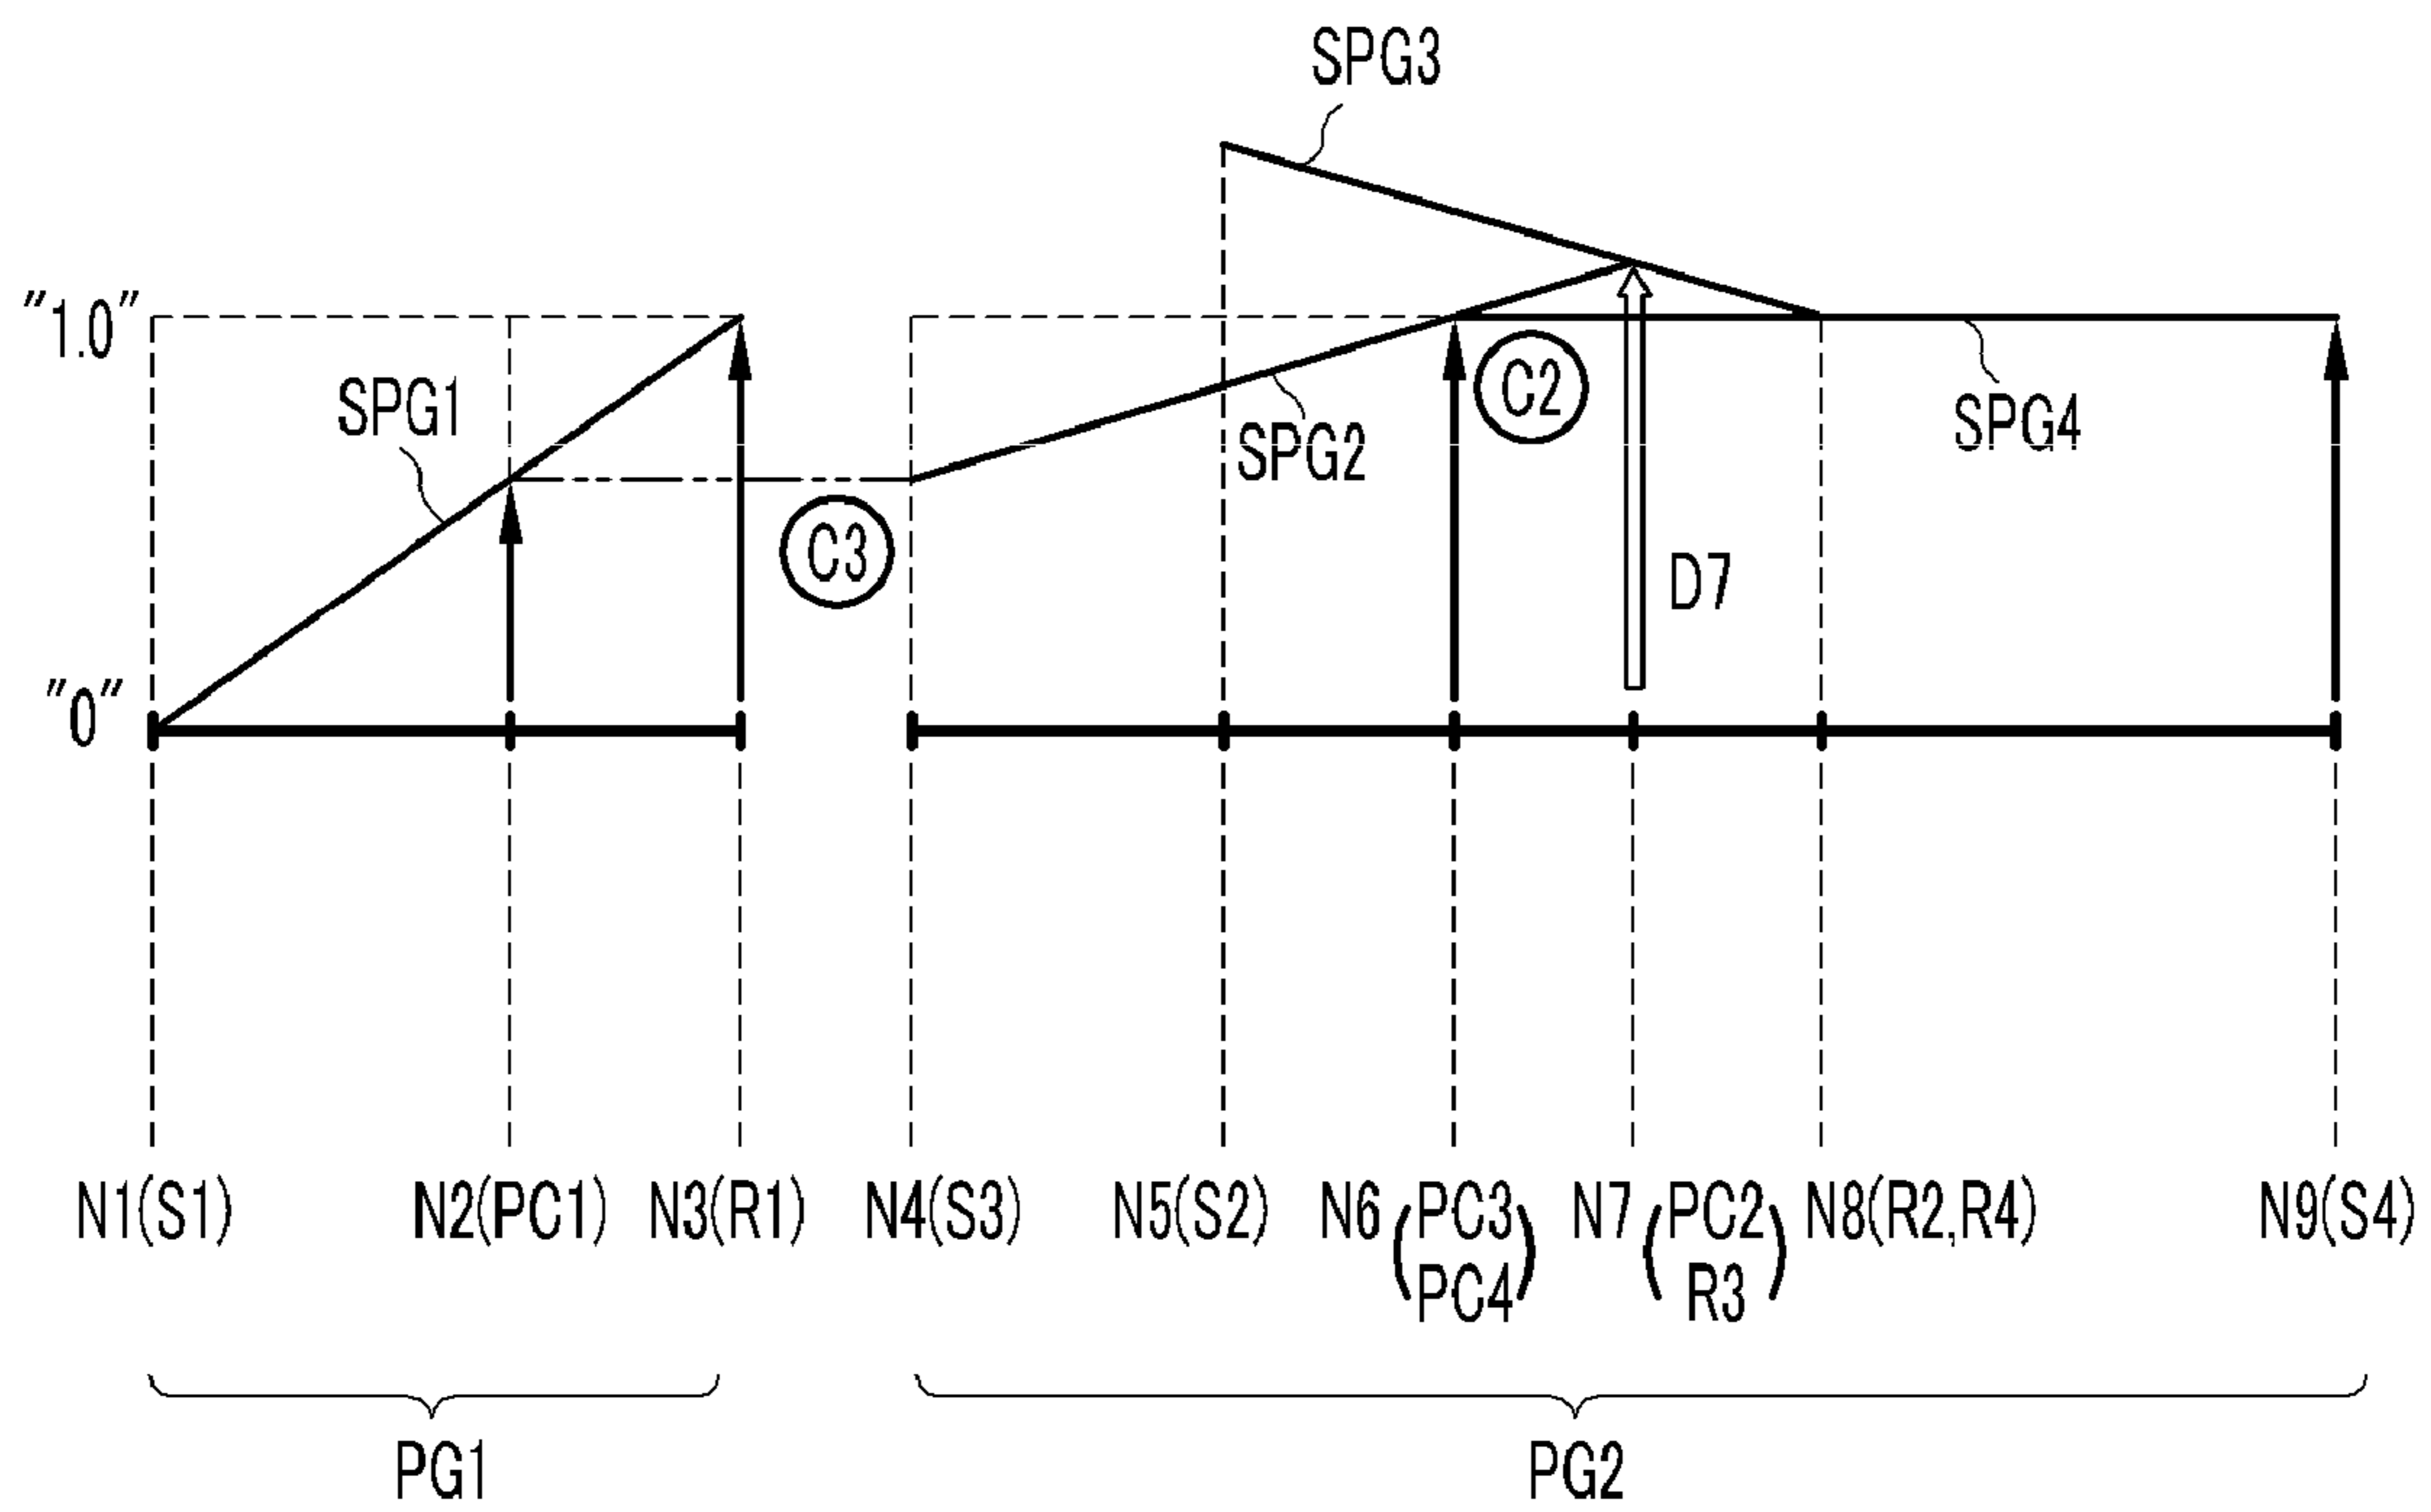 SPG3
"1.0"
SPG1
C2
SPG4
SPG2
C3
D7
"0"
N1(S1) N2(PC1) N3(R1) N4(S3) N5(S2) N6(PC3 PC4) N7(PC2 R3) N8(R2,R4) N9(S4)
PG1 PG2